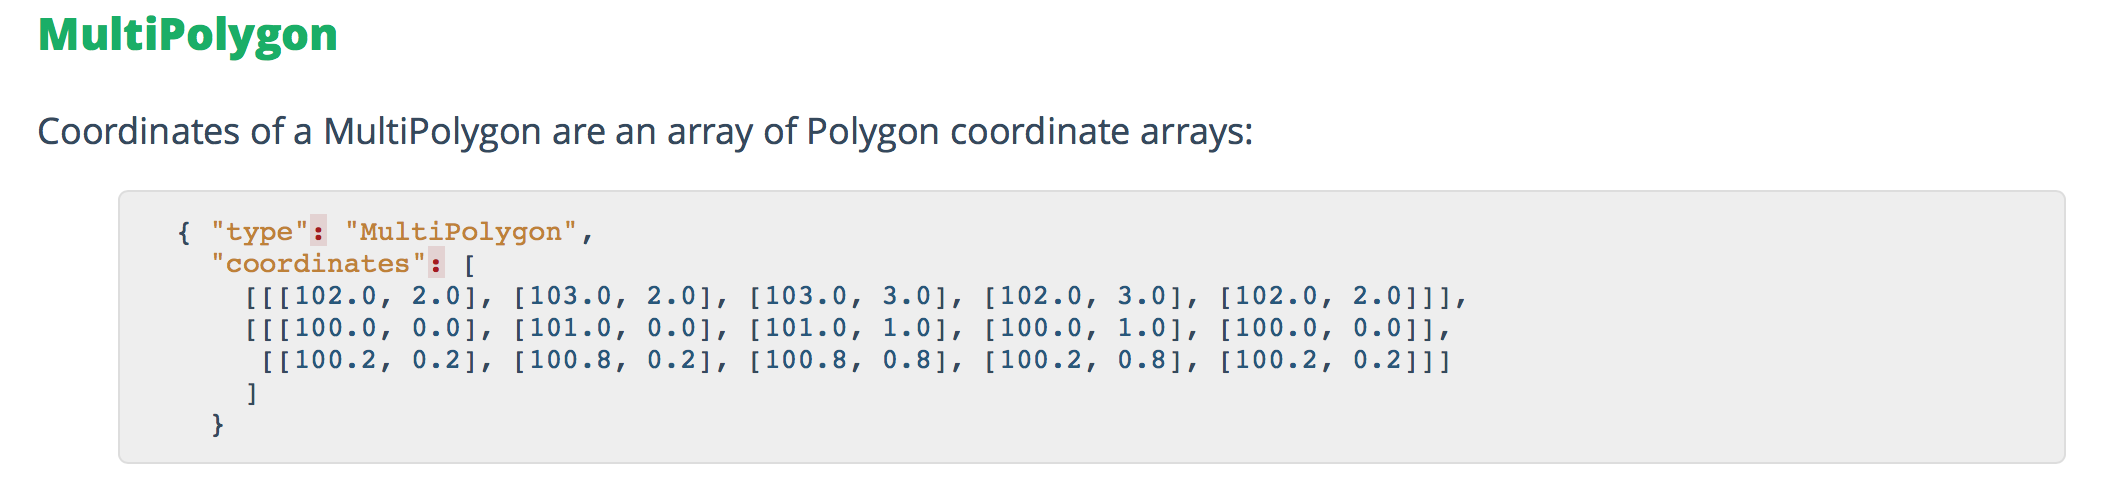 MultiPolygon
Coordinates of a MultiPolygon are an array of Polygon coordinate arrays:
{ "type": "MultiPolygon",
"coordinates": [
[[[102.0, 2.0], [103.0, 2.0], [103.0, 3.0], [102.0, 3.0], [102.0, 2.0]]],
[[[100.0, 0.0], [101.0, 0.0], [101.0, 1.0], [100.0, 1.0], [100.0, 0.0]],
[[100.2, 0.2], [100.8, 0.2], [100.8, 0.8], [100.2, 0.8], [100.2, 0.2]]]
]
}